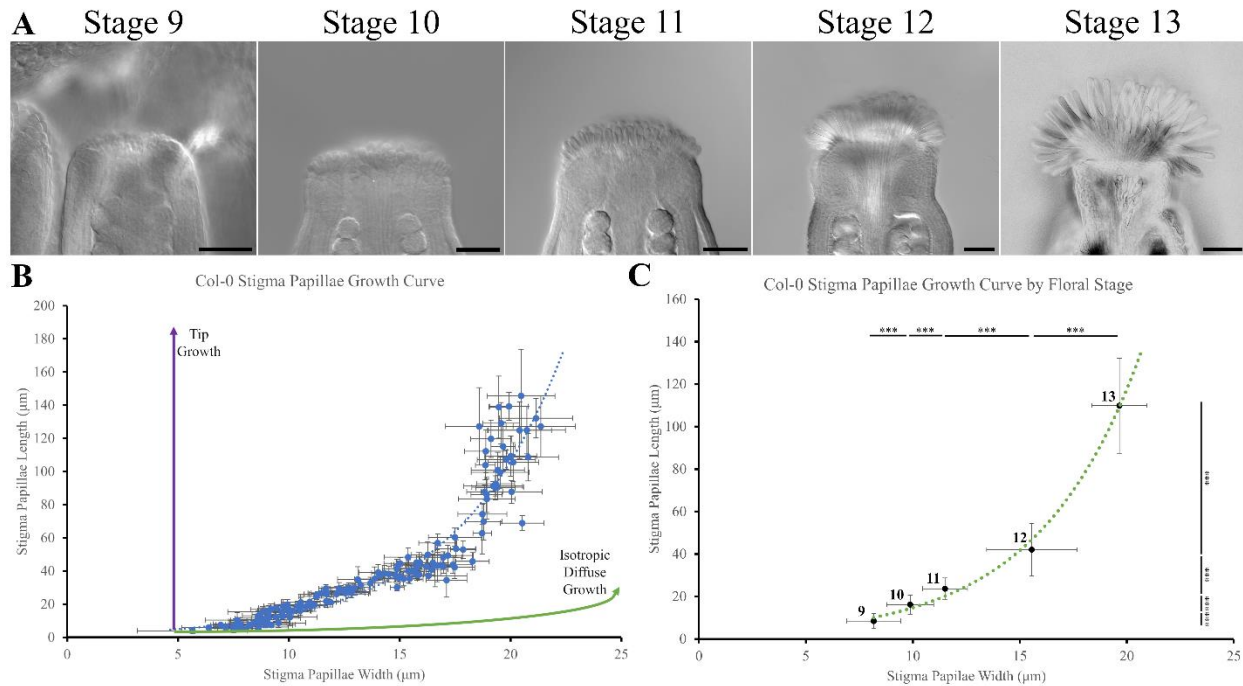 A
Stage 9
Stage 10
Stage 11
Stage 12
Stage 13
B
Col-0 Stigma Papillae Growth Curve
200
180
160
140
120
100
80
60
40
20
0
Stigma Papillae Length (µm)
Tip
Growth
Isotropic
Diffuse
Growth
0
5
10
15
20
25
Stigma Papillae Width (µm)
C
Col-0 Stigma Papillae Growth Curve by Floral Stage
160
140
120
100
80
60
40
20
0
Stigma Papillae Length (µm)
***
***
***
***
13
12
11
10
9
***
***
***
***
0
5
10
15
20
25
Stigma Papilae Width (µm)